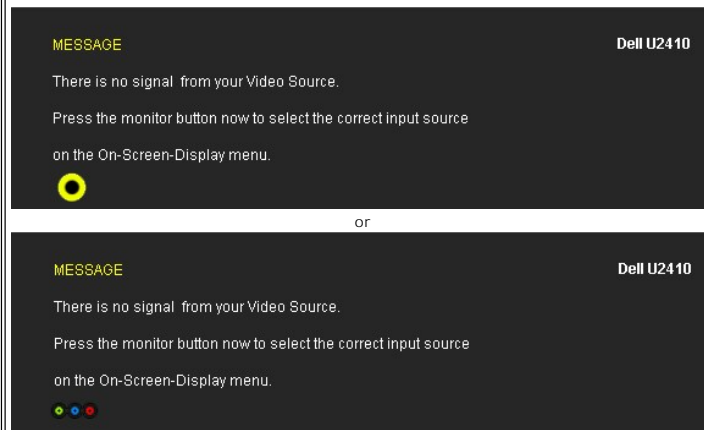 MESSAGE Dell U2410
There is no signal from your Video Source.
Press the monitor button now to select the correct input source
on the On-Screen-Display menu.
or
MESSAGE Dell U2410
There is no signal from your Video Source.
Press the monitor button now to select the correct input source
on the On-Screen-Display menu.